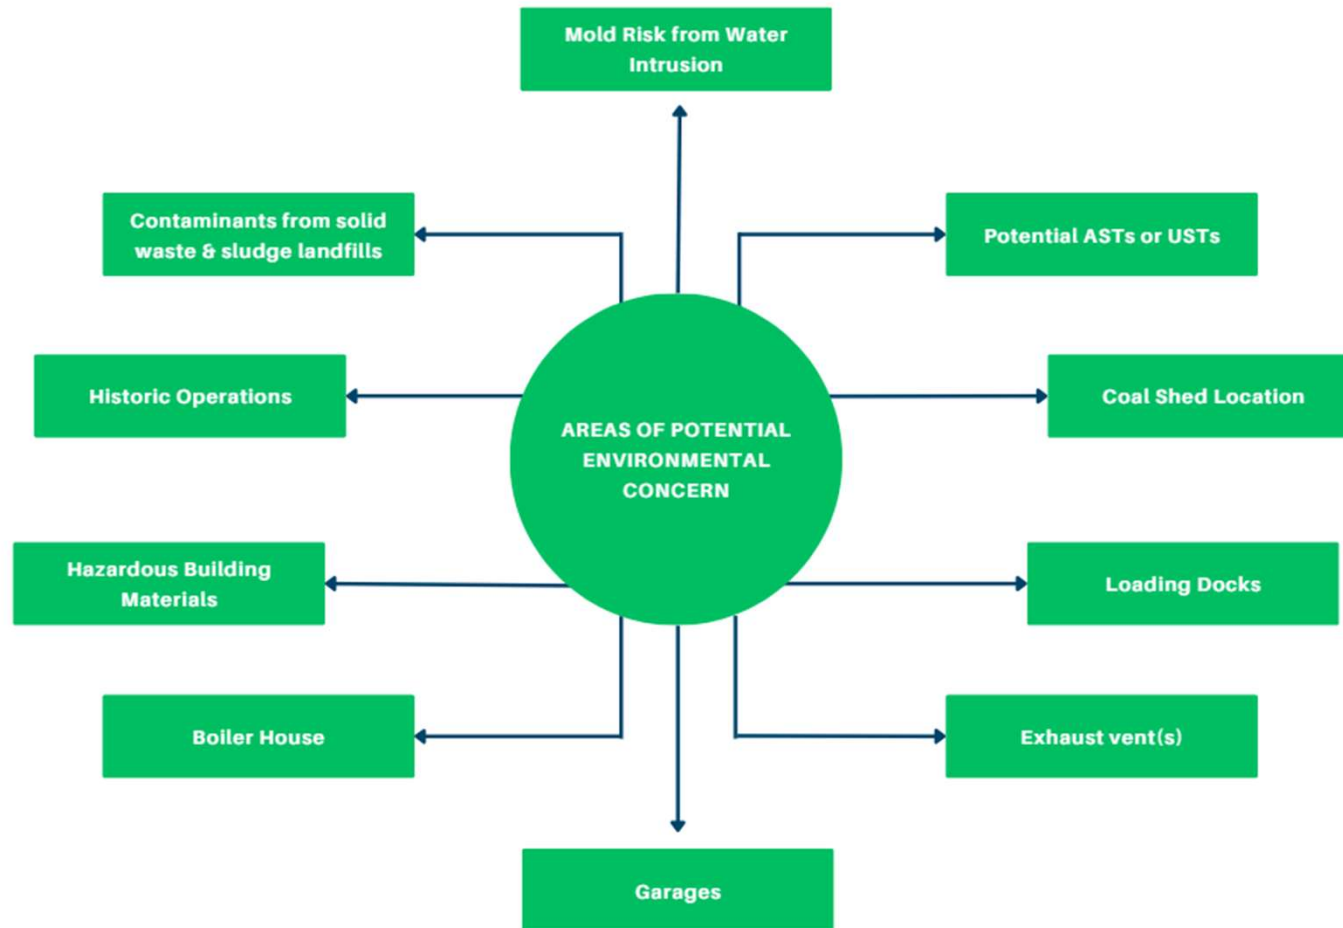 Mold Risk from Water
Intrusion
Contaminants from solid
waste & sludge landfills
Potential ASTs or USTs
Historic Operations
Coal Shed Location
AREAS OF POTENTIAL
ENVIRONMENTAL
CONCERN
Hazardous Building
Materials
Loading Docks
Boiler House
Exhaust vent(s)
Garages